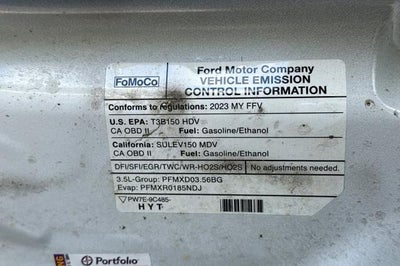 FoMoCo
Ford Motor Company
VEHICLE EMISSION
CONTROL INFORMATION
Conforms to regulations: 2023 MY FFV
U.S. EPA: T3B150 HDV
CA OBD II Fuel: Gasoline/Ethanol
California: SULEV150 MDV
CA OBD II Fuel: Gasoline/Ethanol
DFI/SFI/EGR/TWC/WR-HO2S/HO2S No adjustments needed.
3.5L-Group: PFMXD03.56BG
Evap: PFMXR0185NDJ
PW7E-9C485-
HYT
Portfolio